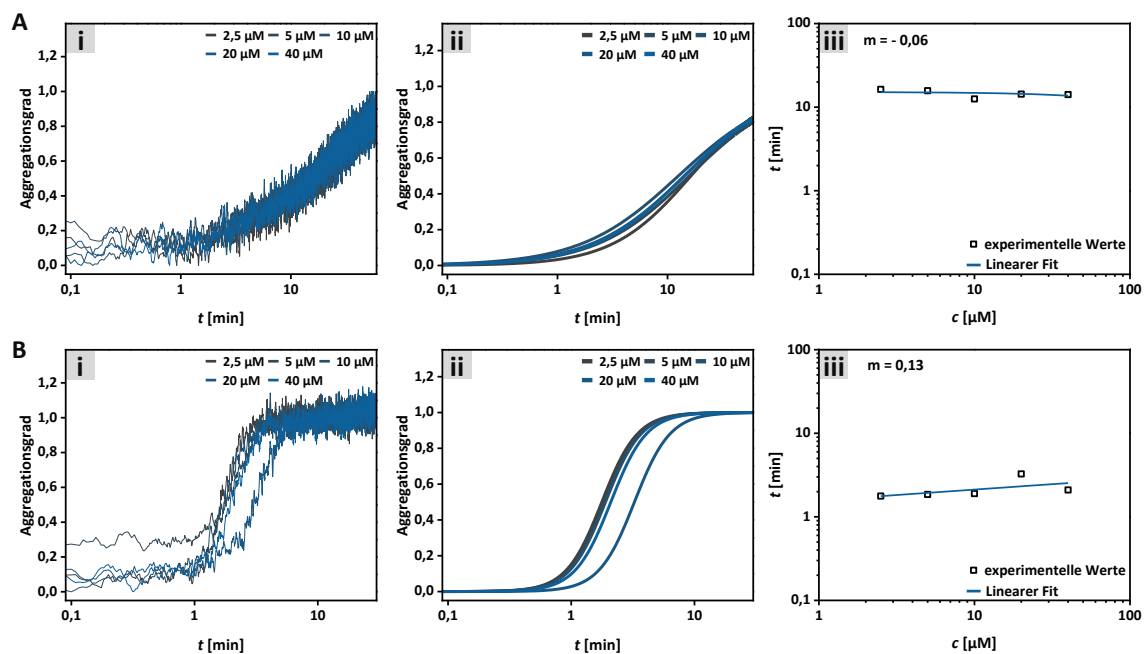 A
i
2,5 µM 5 µM 10 µM
20 µM 40 µM
Aggregationsgrad
1,2
1,0
0,8
0,6
0,4
0,2
0,0
0,1 1 10
t [min]
ii
2,5 µM 5 µM 10 µM
20 µM 40 µM
Aggregationsgrad
1,2
1,0
0,8
0,6
0,4
0,2
0,0
0,1 1 10
t [min]
iii
m = - 0,06
t [min]
100
10
1
0,1
experimentelle Werte
Linearer Fit
1 10 100
c [µM]
B
i
2,5 µM 5 µM 10 µM
20 µM 40 µM
Aggregationsgrad
1,2
1,0
0,8
0,6
0,4
0,2
0,0
0,1 1 10
t [min]
ii
2,5 µM 5 µM 10 µM
20 µM 40 µM
Aggregationsgrad
1,2
1,0
0,8
0,6
0,4
0,2
0,0
0,1 1 10
t [min]
iii
m = 0,13
t [min]
100
10
1
0,1
experimentelle Werte
Linearer Fit
1 10 100
c [µM]